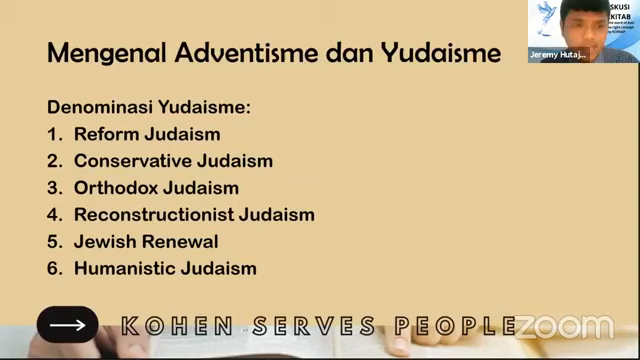 Mengenal Adventisme dan Yudaisme
Denominasi Yudaisme:
1. Reform Judaism
2. Conservative Judaism
3. Orthodox Judaism
4. Reconstructionist Judaism
5. Jewish Renewal
6. Humanistic Judaism
KOHEN SERVES PEOPLE
zoom
Jeremy Hutaj...